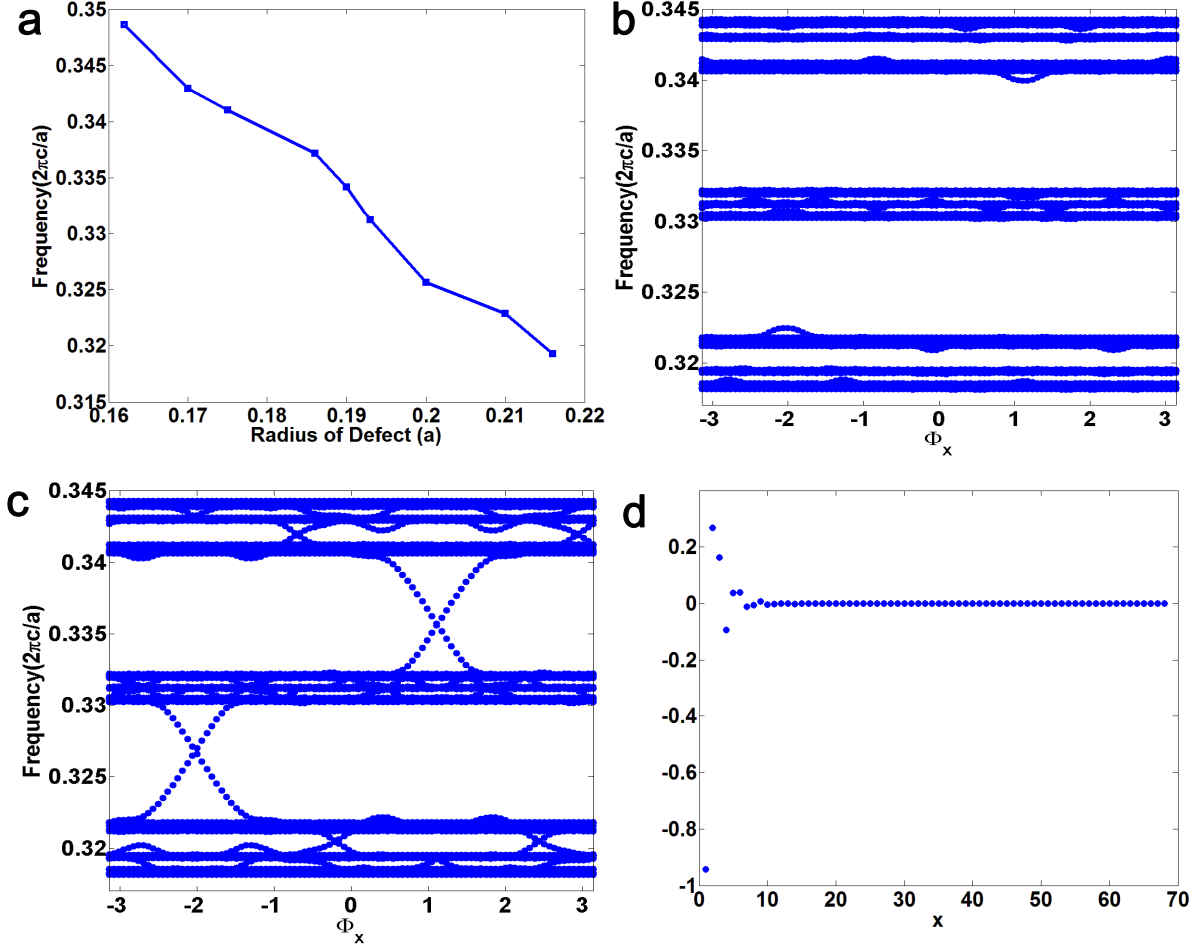 a
0.35
0.345
0.34
0.335
0.33
0.325
0.32
0.315
Frequency(2πc/a)
0.16 0.17 0.18 0.19 0.2 0.21 0.22
Radius of Defect (a)
b
0.345
0.34
0.335
0.33
0.325
0.32
Frequency(2πc/a)
-3 -2 -1 0 1 2 3
Φx
c
0.345
0.34
0.335
0.33
0.325
0.32
Frequency(2πc/a)
-3 -2 -1 0 1 2 3
Φx
d
0.2
0
-0.2
-0.4
-0.6
-0.8
-1
0 10 20 30 40 50 60 70
x